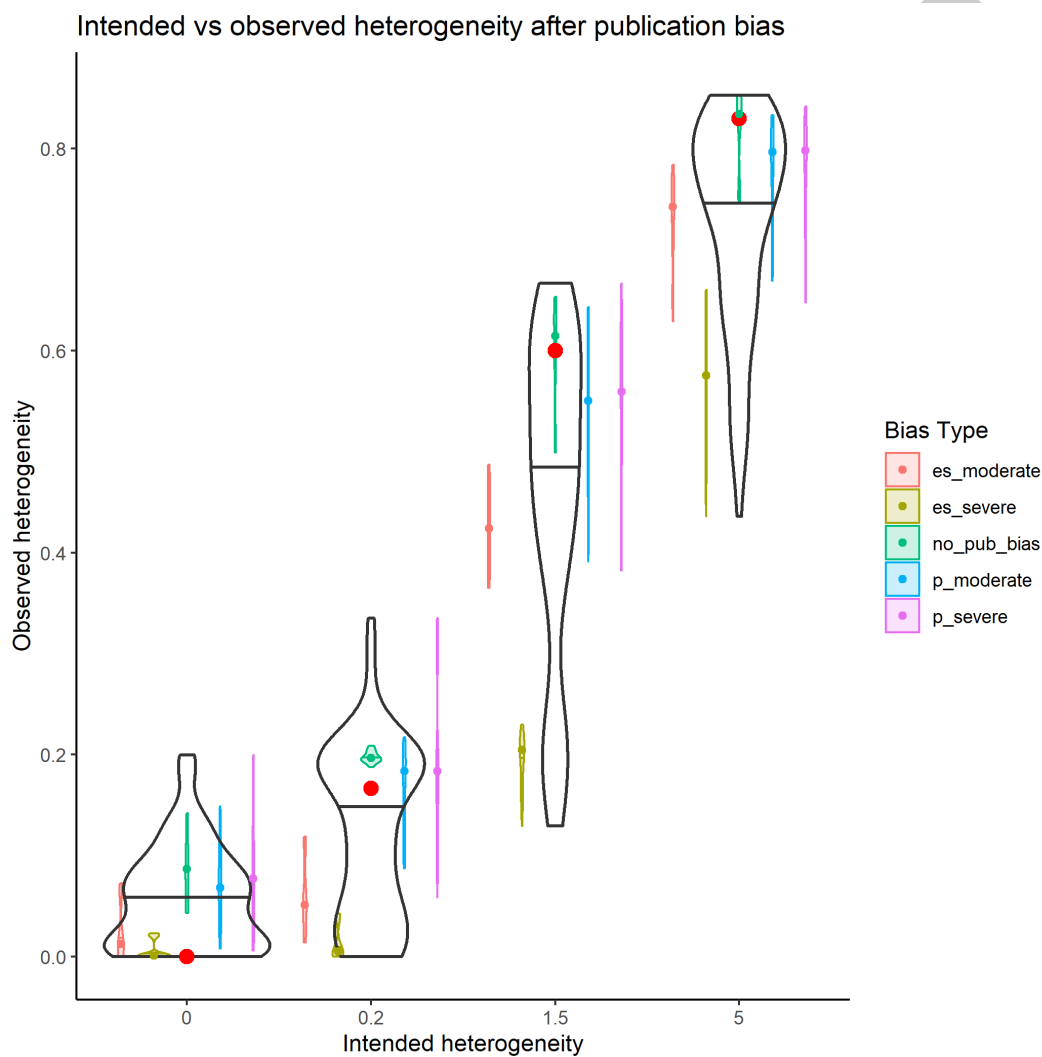 Intended vs observed heterogeneity after publication bias
Observed heterogeneity
0.8
0.6
0.4
0.2
0.0
0
0.2
1.5
5
Intended heterogeneity
Bias Type
es_moderate
es_severe
no_pub_bias
p_moderate
p_severe